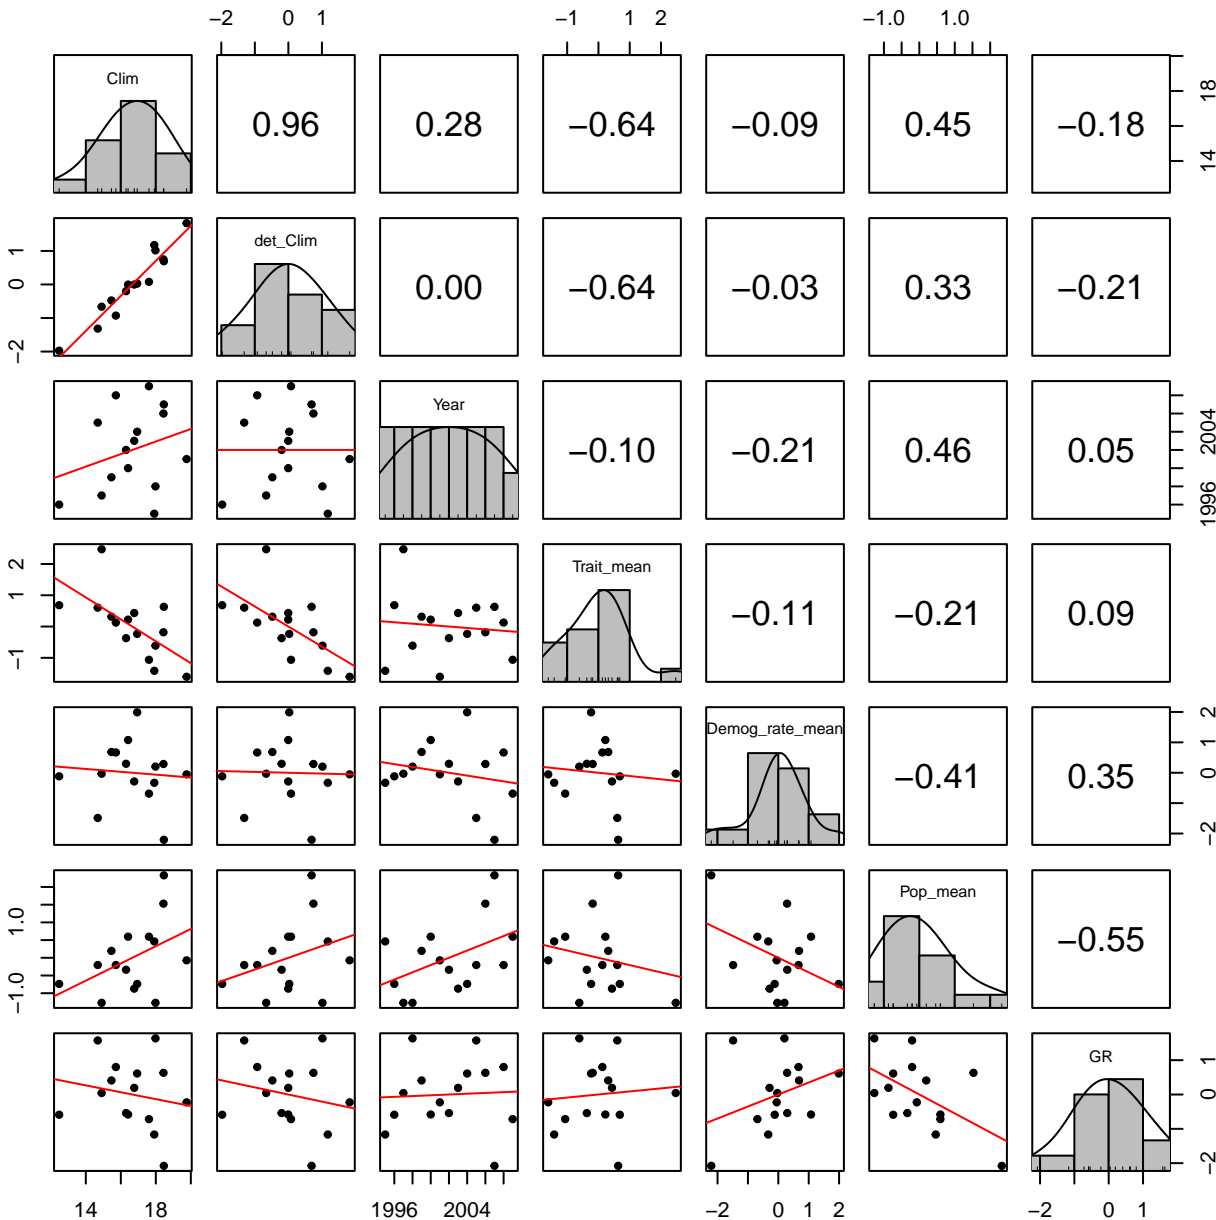 −2 0 1 −1 1 2 −1.0 1.0
Clim 0.96 0.28 −0.64 −0.09 0.45 −0.18 14 18
−2 0 1 det_Clim 0.00 −0.64 −0.03 0.33 −0.21
Year −0.10 −0.21 0.46 0.05 1996 2004
−1 1 2 Trait_mean −0.11 −0.21 0.09
Demog_rate_mean −0.41 0.35 −2 0 1 2
−1.0 1.0 Pop_mean −0.55
GR −2 0 1
14 18 1996 2004 −2 0 1 2 −2 0 1